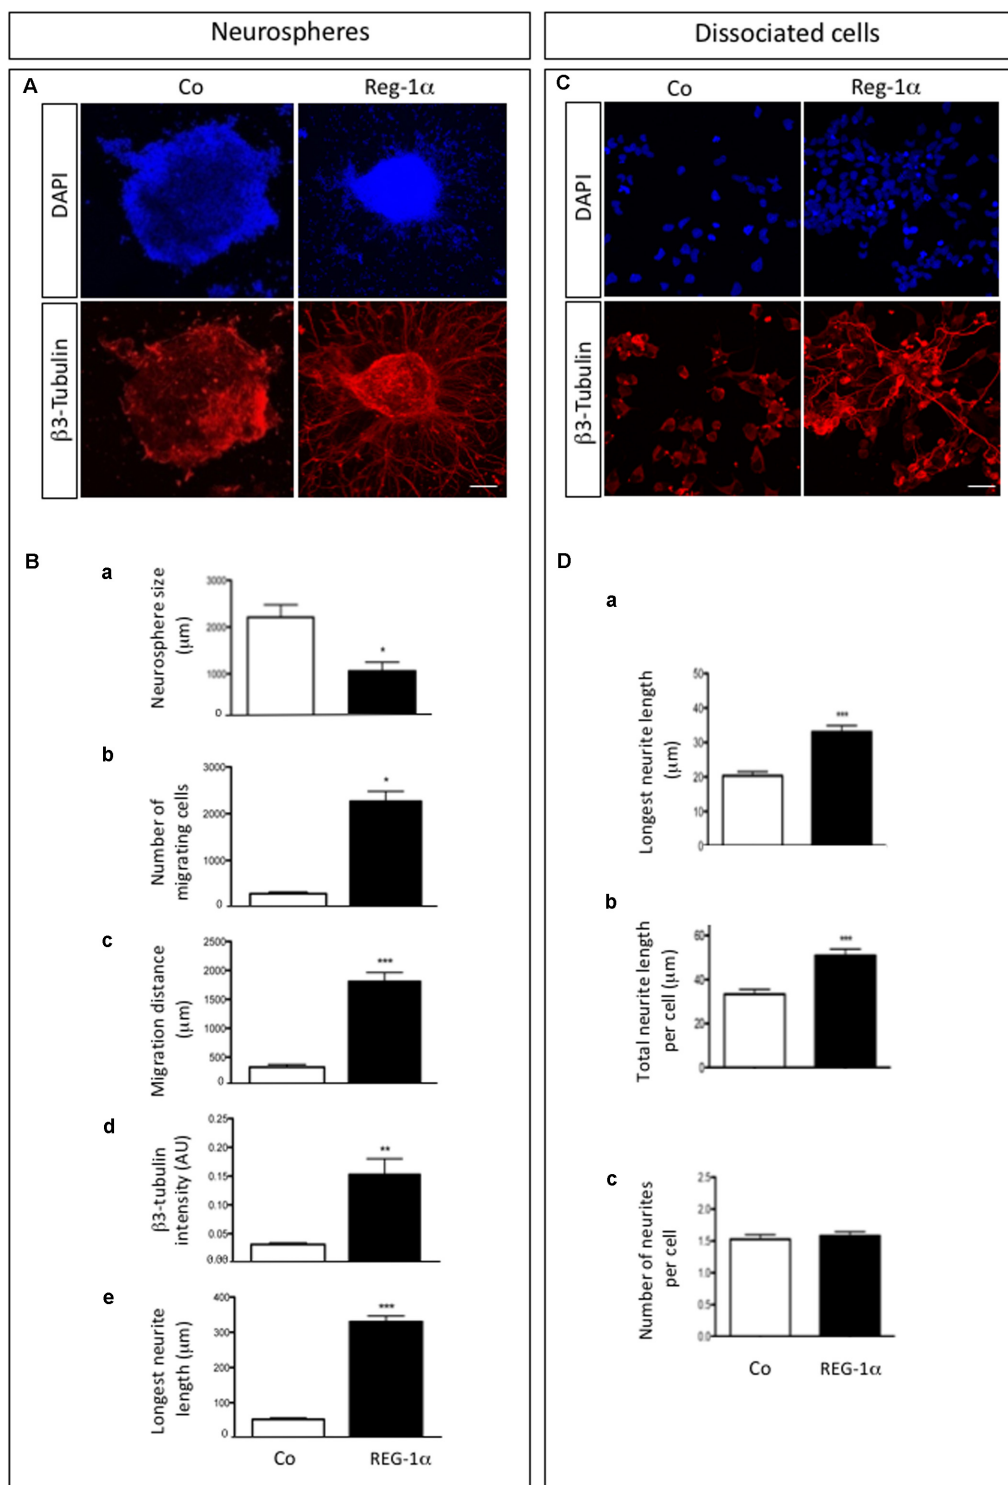 Neurospheres
A
Co
Reg-1α
DAPI
β3-Tubulin
B
a
Neurosphere size
(μm)
3000
2000
1000
0
*
b
Number of
migrating cells
3000
2000
1000
0
*
c
Migration distance
(μm)
2500
2000
1500
1000
500
0
***
d
β3-tubulin
intensity (AU)
0.25
0.20
0.15
0.10
0.05
0.00
**
e
Longest neurite
length (μm)
400
300
200
100
0
***
Co
REG-1α
Dissociated cells
C
Co
Reg-1α
DAPI
β3-Tubulin
D
a
Longest neurite length
(μm)
50
40
30
20
10
0
***
b
Total neurite length
per cell (μm)
60
40
20
0
***
c
Number of neurites
per cell
2.5
2.0
1.5
1.0
0.5
0.0
Co
REG-1α